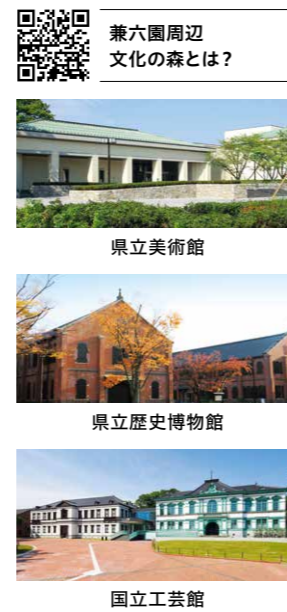 兼六園周辺
文化の森とは？
県立美術館
県立歴史博物館
国立工芸館